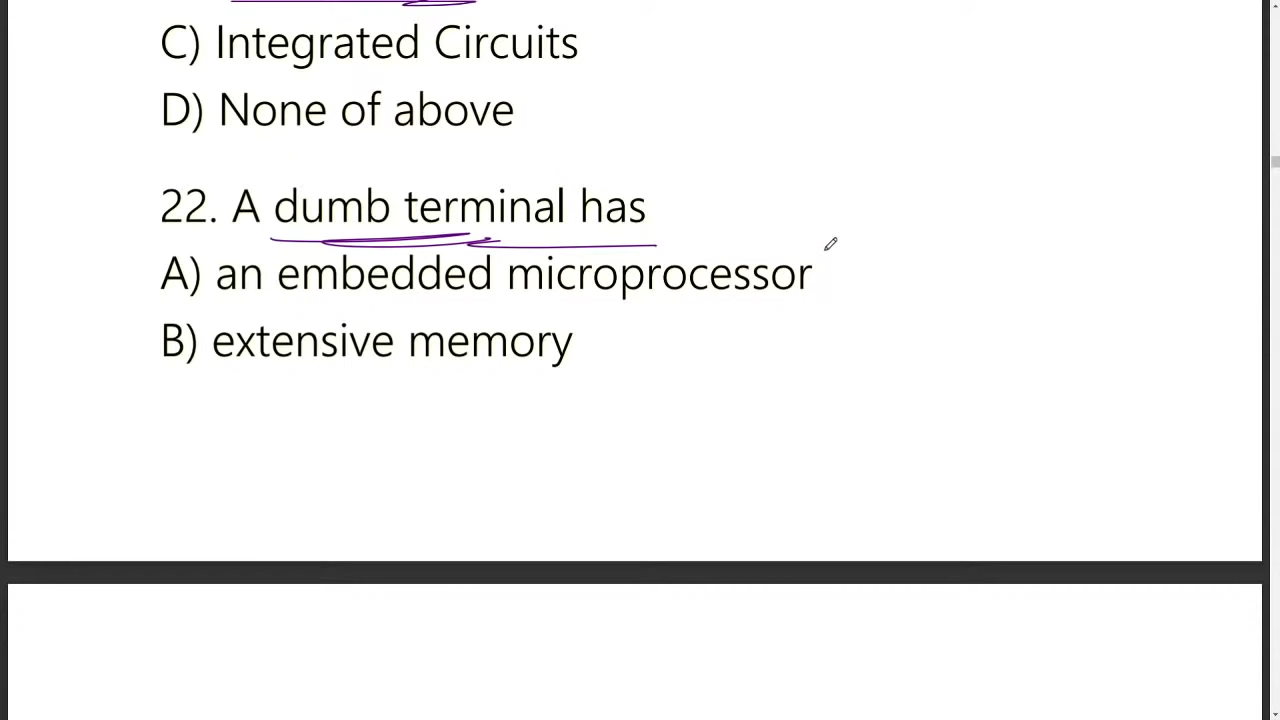 C) Integrated Circuits
D) None of above
22. A dumb terminal has
A) an embedded microprocessor
B) extensive memory